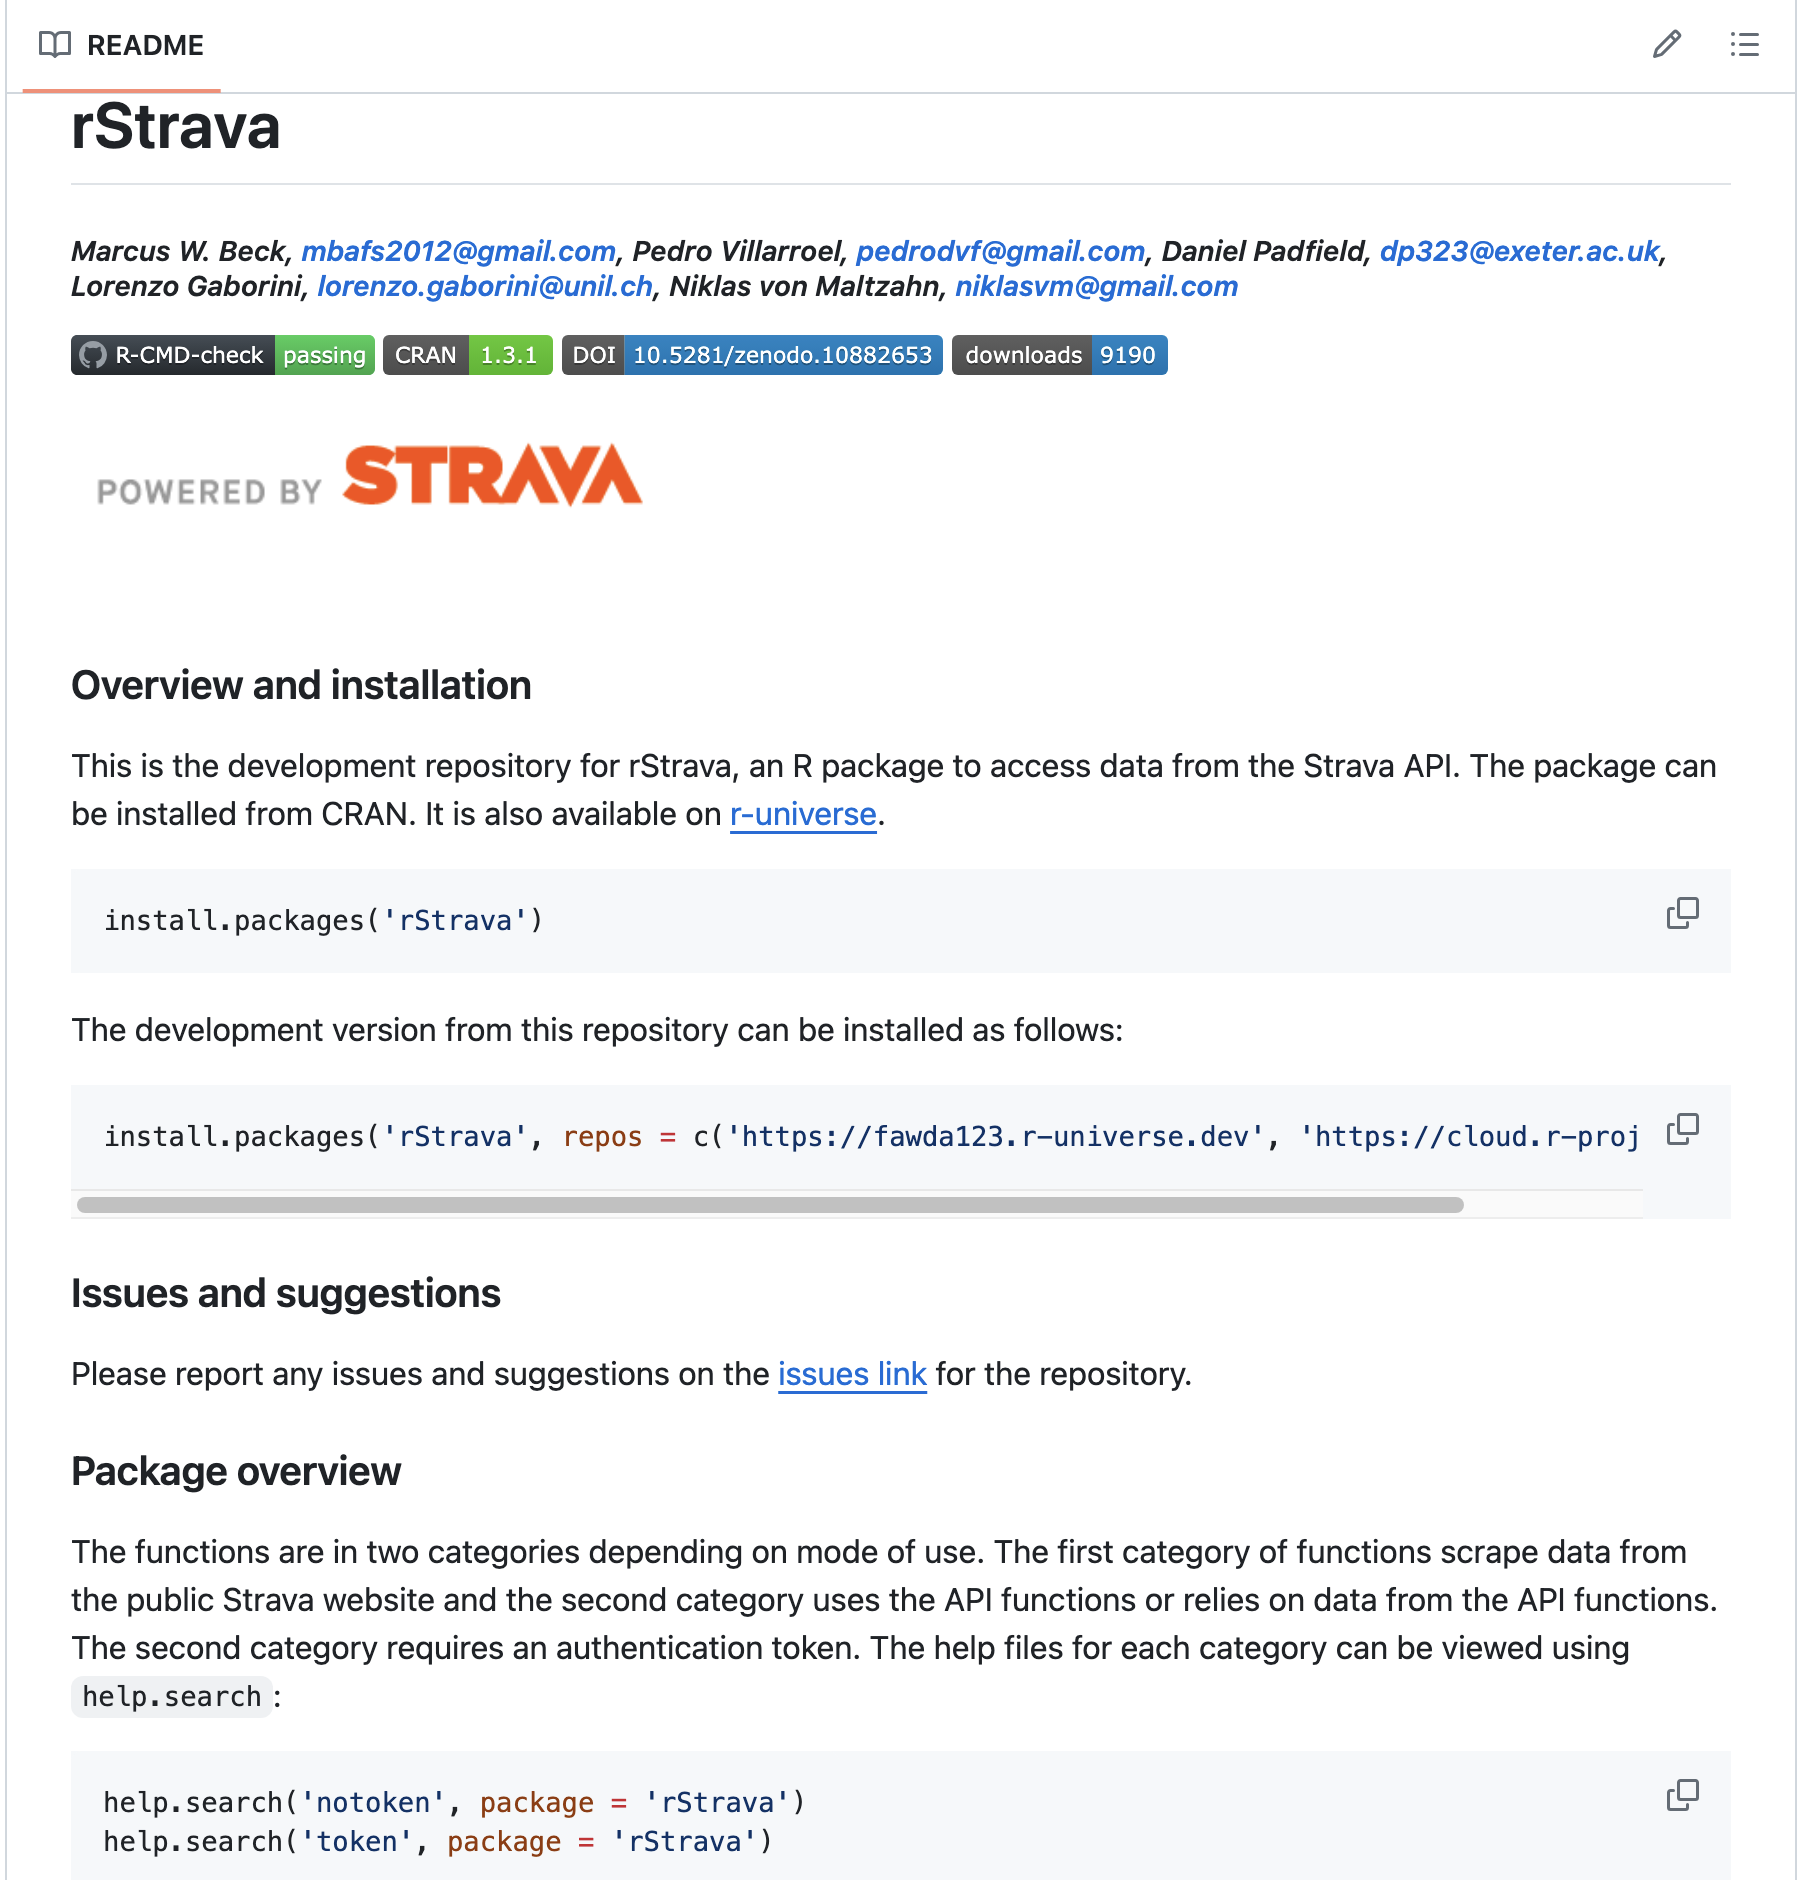 README
rStrava
Marcus W. Beck, mbafs2012@gmail.com, Pedro Villarroel, pedrodvf@gmail.com, Daniel Padfield, dp323@exeter.ac.uk,
Lorenzo Gaborini, lorenzo.gaborini@unil.ch, Niklas von Maltzahn, niklasvm@gmail.com
R-CMD-check passing CRAN 1.3.1 DOI 10.5281/zenodo.10882653 downloads 9190
POWERED BY STRAVA
Overview and installation
This is the development repository for rStrava, an R package to access data from the Strava API. The package can
be installed from CRAN. It is also available on r-universe.
install.packages('rStrava')
The development version from this repository can be installed as follows:
install.packages('rStrava', repos = c('https://fawda123.r-universe.dev', 'https://cloud.r-proj
Issues and suggestions
Please report any issues and suggestions on the issues link for the repository.
Package overview
The functions are in two categories depending on mode of use. The first category of functions scrape data from
the public Strava website and the second category uses the API functions or relies on data from the API functions.
The second category requires an authentication token. The help files for each category can be viewed using
help.search:
help.search('notoken', package = 'rStrava')
help.search('token', package = 'rStrava')